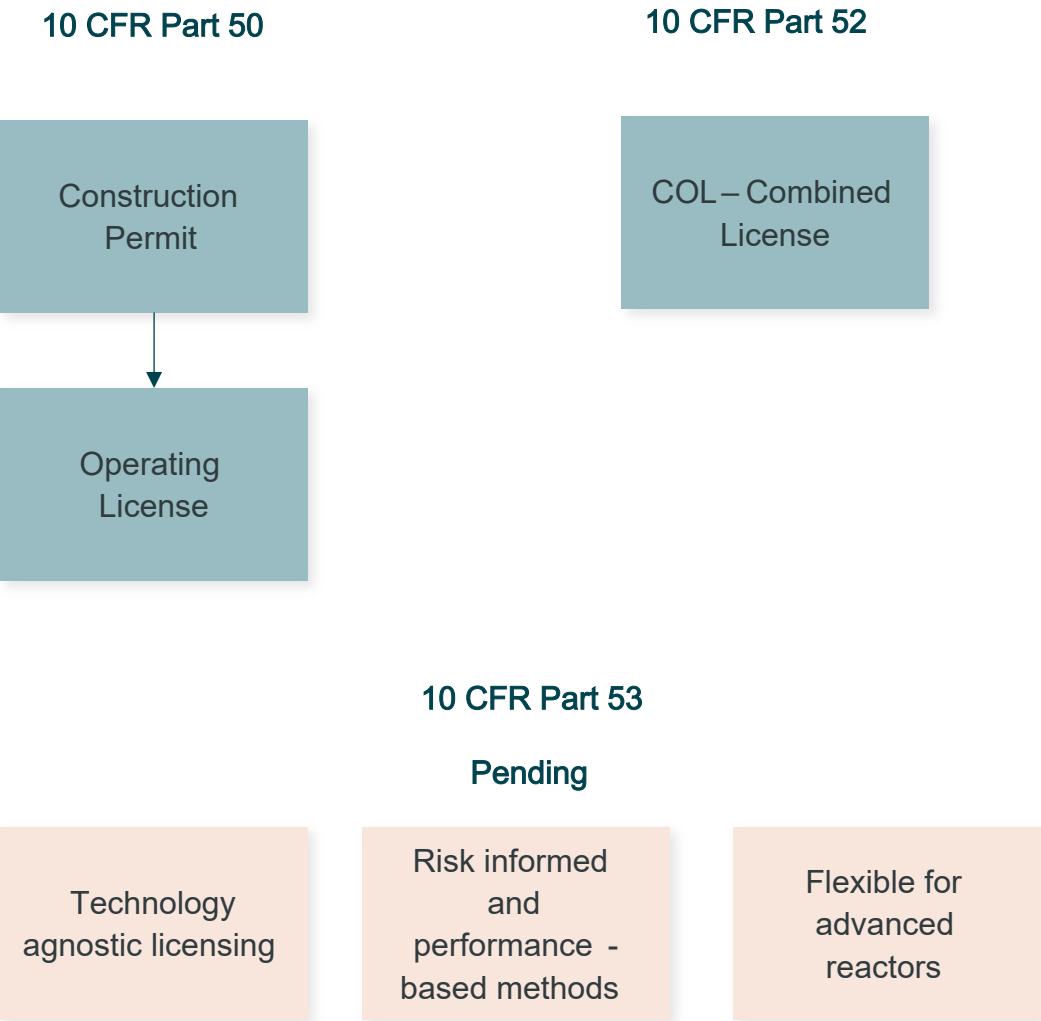 10 CFR Part 50
10 CFR Part 52
Construction
Permit
COL – Combined
License
Operating
License
10 CFR Part 53
Pending
Technology
agnostic licensing
Risk informed
and
performance -
based methods
Flexible for
advanced
reactors